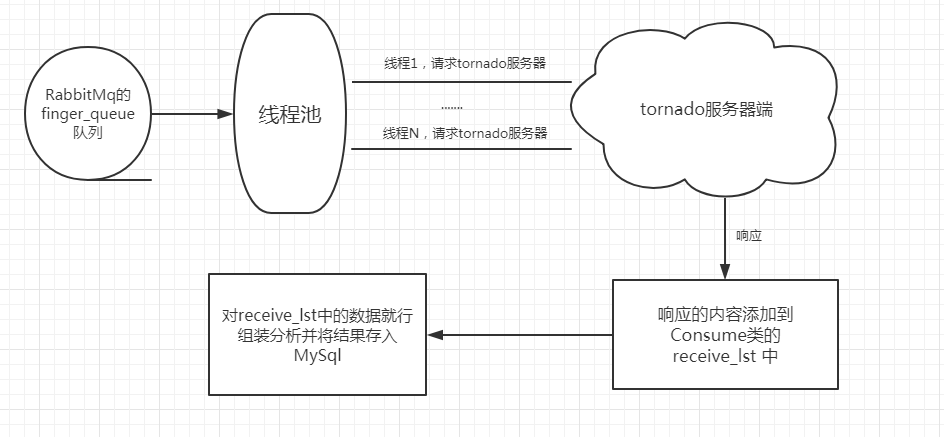 RabbitMq的
finger_queue
队列
线程池
线程1，请求tornado服务器
.......
线程N，请求tornado服务器
tornado服务器端
响应
响应的内容添加到
Consume类的
receive_lst 中
对receive_lst中的数据就行
组装分析并将结果存入
MySql